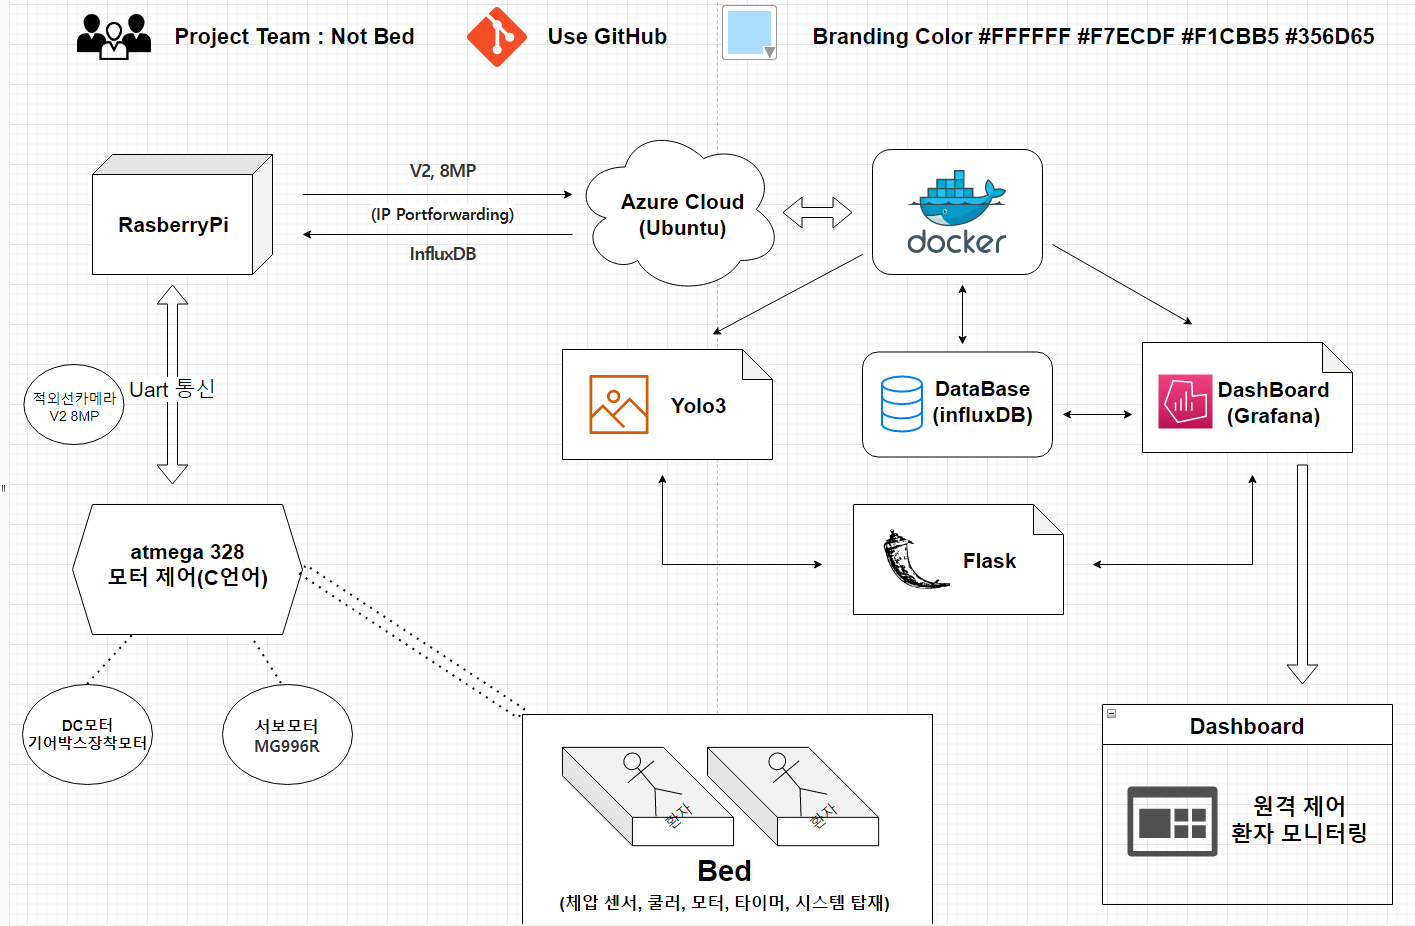 Project Team : Not Bed
Use GitHub
Branding Color #FFFFFF #F7ECDF #F1CBB5 #356D65
RasberryPi
V2, 8MP
(IP Portforwarding)
InfluxDB
Azure Cloud
(Ubuntu)
docker
적외선카메라
V2 8MP
Uart 통신
Yolo3
DataBase
(influxDB)
DashBoard
(Grafana)
atmega 328
모터 제어(C언어)
Flask
DC모터
기어박스장착모터
서보모터
MG996R
환자
환자
Bed
(체압 센서, 쿨러, 모터, 타이머, 시스템 탑재)
Dashboard
원격 제어
환자 모니터링